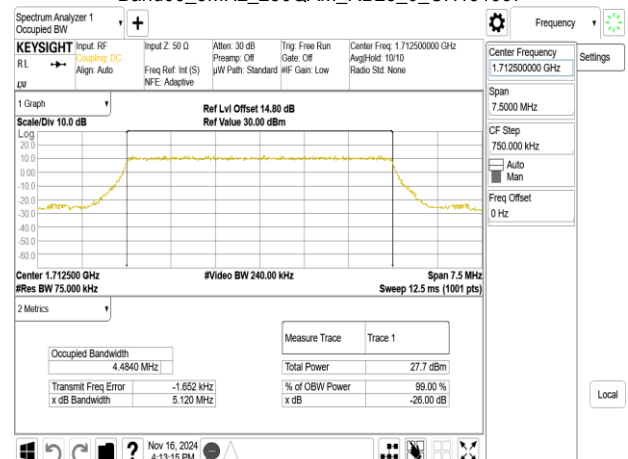 Spectrum Analyzer 1
Occupied BW
Frequency
KEYSIGHT
RL
LXI
Input: RF
Coupling: DC
Align: Auto
Input Z: 50 Ω
Freq Ref: Int (S)
NFE: Adaptive
Atten: 30 dB
Preamp: Off
µW Path: Standard
Trig: Free Run
Gate: Off
#IF Gain: Low
Center Freq: 1.712500000 GHz
Avg|Hold: 10/10
Radio Std: None
Center Frequency
1.712500000 GHz
Settings
Span
7.5000 MHz
CF Step
750.000 kHz
Auto
Man
Freq Offset
0 Hz
Local
1 Graph
Scale/Div 10.0 dB
Ref Lvl Offset 14.80 dB
Ref Value 30.00 dBm
Log
20.0
10.0
0.00
-10.0
-20.0
-30.0
-40.0
-50.0
-60.0
Center 1.712500 GHz
#Res BW 75.000 kHz
#Video BW 240.00 kHz
Span 7.5 MHz
Sweep 12.5 ms (1001 pts)
2 Metrics
Occupied Bandwidth
4.4840 MHz
Transmit Freq Error -1.652 kHz
x dB Bandwidth 5.120 MHz
Measure Trace Trace 1
Total Power 27.7 dBm
% of OBW Power 99.00 %
x dB -26.00 dB
?
Nov 16, 2024
4:13:15 PM